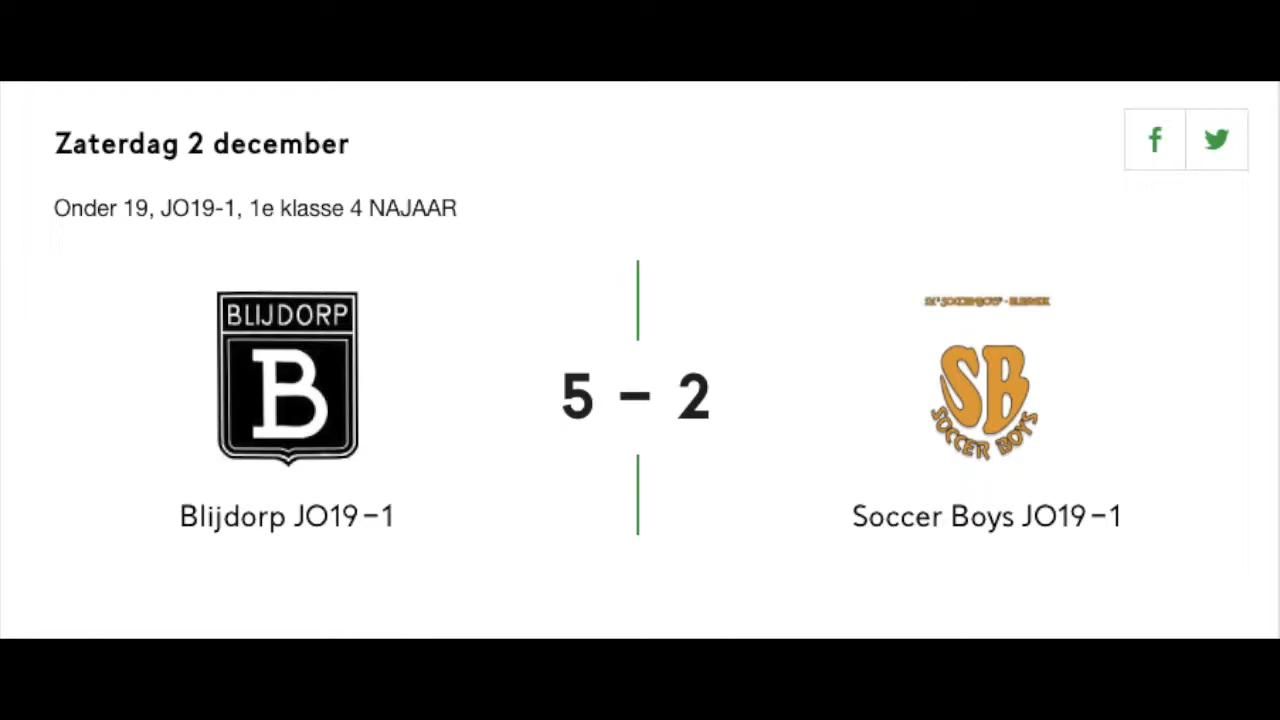 Zaterdag 2 december
Onder 19, JO19-1, 1e klasse 4 NAJAAR
BLIJDORP
B
5 - 2
SB
SOCCER BOYS
Blijdorp JO19-1
Soccer Boys JO19-1